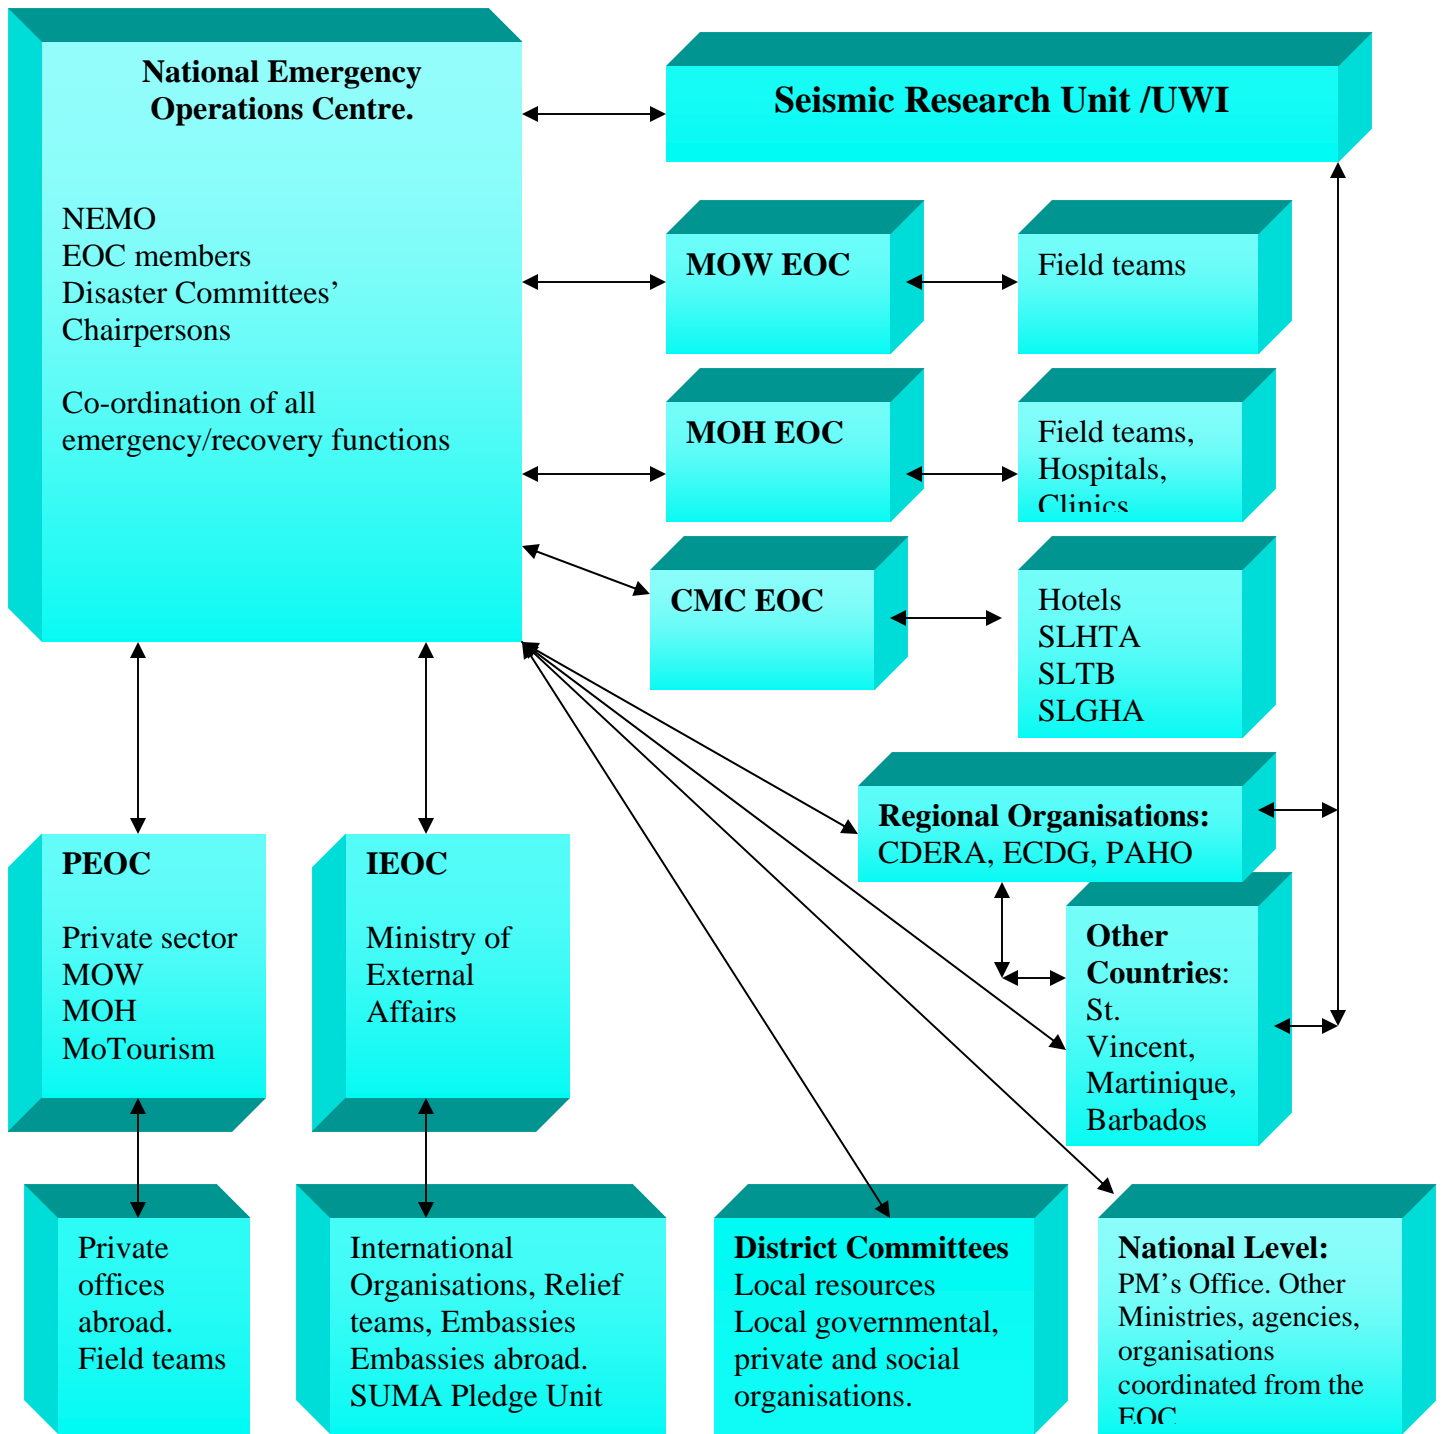 National Emergency
Operations Centre.
NEMO
EOC members
Disaster Committees’
Chairpersons
Co-ordination of all
emergency/recovery functions
Seismic Research Unit /UWI
MOW EOC
Field teams
MOH EOC
Field teams,
Hospitals,
Clinics
CMC EOC
Hotels
SLHTA
SLTB
SLGHA
Regional Organisations:
CDERA, ECDG, PAHO
Other
Countries:
St.
Vincent,
Martinique,
Barbados
PEOC
Private sector
MOW
MOH
MoTourism
IEOC
Ministry of
External
Affairs
Private
offices
abroad.
Field teams
International
Organisations, Relief
teams, Embassies
Embassies abroad.
SUMA Pledge Unit
District Committees
Local resources
Local governmental,
private and social
organisations.
National Level:
PM’s Office. Other
Ministries, agencies,
organisations
coordinated from the
EOC